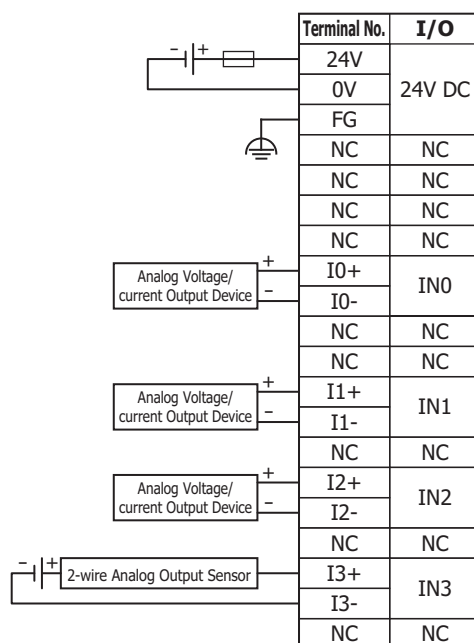 Terminal No. I/O
- + 24V
0V 24V DC
FG
NC NC
NC NC
NC NC
NC NC
+ I0+
Analog Voltage/
current Output Device
IN0
- I0-
NC NC
NC NC
+ I1+
Analog Voltage/
current Output Device
IN1
- I1-
NC NC
+ I2+
Analog Voltage/
current Output Device
IN2
- I2-
NC NC
- + 2-wire Analog Output Sensor I3+
IN3
I3-
NC NC